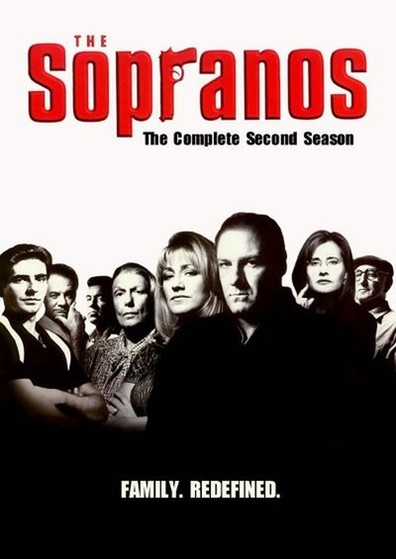 THE
Sopranos
The Complete Second Season
FAMILY. REDEFINED.